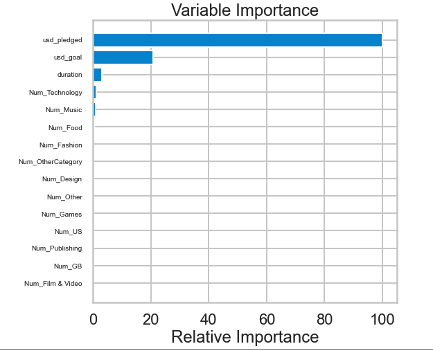 Variable Importance
usd_pledged
usd_goal
duration
Num_Technology
Num_Music
Num_Food
Num_Fashion
Num_OtherCategory
Num_Design
Num_Other
Num_Games
Num_US
Num_Publishing
Num_GB
Num_Film & Video
0 20 40 60 80 100
Relative Importance